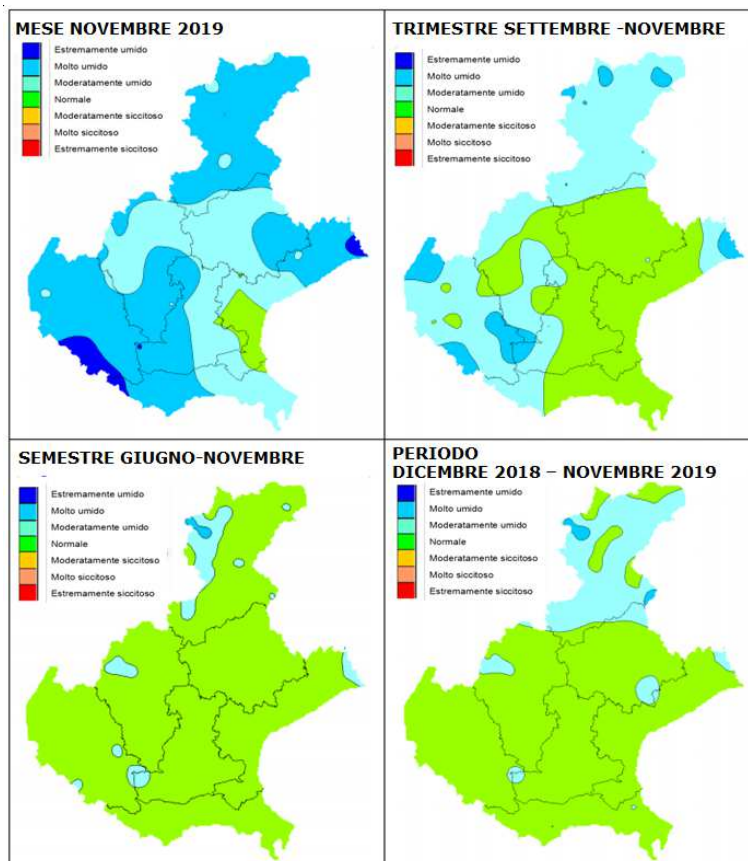 MESE NOVEMBRE 2019
Estremamente umido
Molto umido
Moderatamente umido
Normale
Moderatamente siccitoso
Molto siccitoso
Estremamente siccitoso
TRIMESTRE SETTEMBRE -NOVEMBRE
Estremamente umido
Molto umido
Moderatamente umido
Normale
Moderatamente siccitoso
Molto siccitoso
Estremamente siccitoso
SEMESTRE GIUGNO-NOVEMBRE
Estremamente umido
Molto umido
Moderatamente umido
Normale
Moderatamente siccitoso
Molto siccitoso
Estremamente siccitoso
PERIODO
DICEMBRE 2018 – NOVEMBRE 2019
Estremamente umido
Molto umido
Moderatamente umido
Normale
Moderatamente siccitoso
Molto siccitoso
Estremamente siccitoso